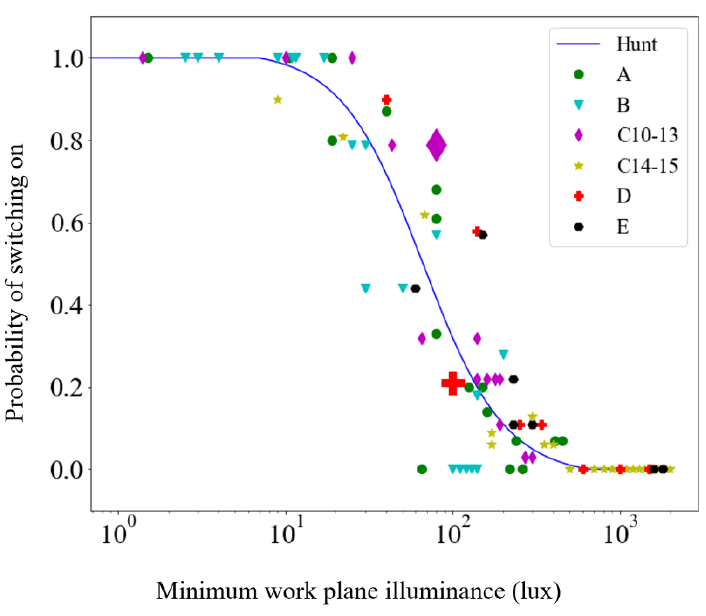 Probability of switching on
1.0
0.8
0.6
0.4
0.2
0.0
Hunt
A
B
C10-13
C14-15
D
E
10⁰
10¹
10²
10³
Minimum work plane illuminance (lux)